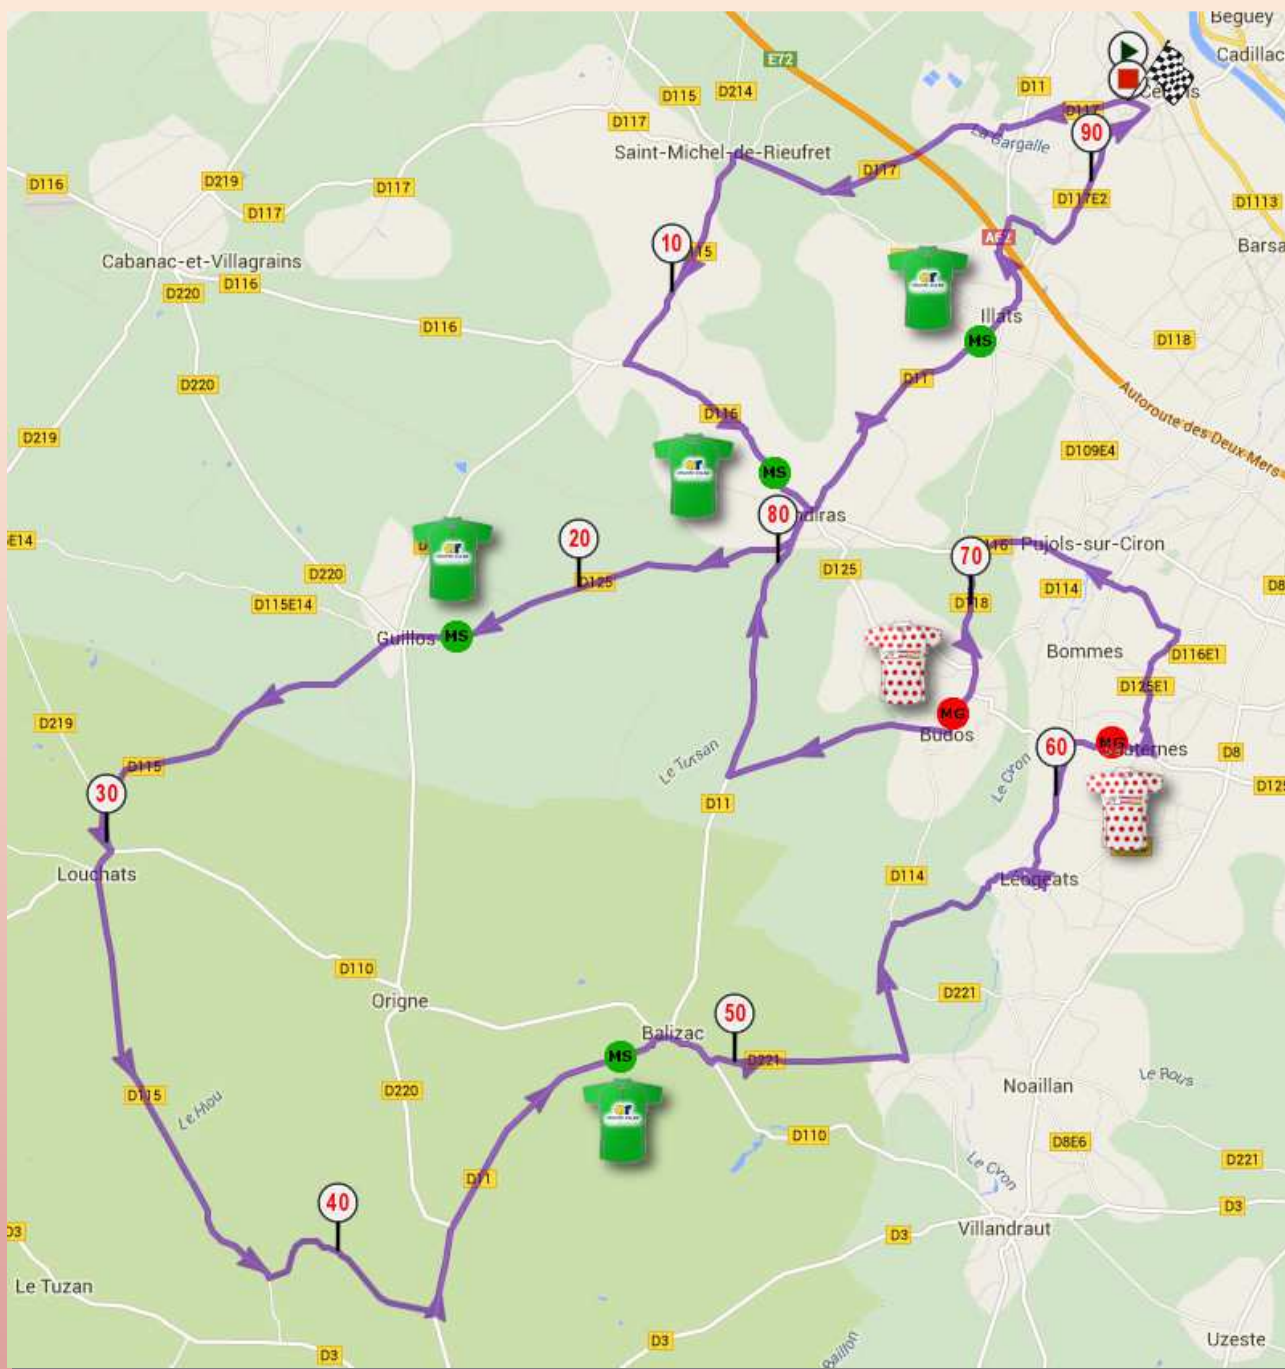 Beguey
E72
Cadillac
D11
D115
D214
D117
D117
La Gargalle
90
Saint-Michel-de-Rieufret
D116
D219
D117
D117
D117
D117E2
D1113
10
A62
Cabanac-et-Villagrains
D116
D220
Illats
D116
D118
MS
D220
D11
Autoroute des Deux Mers
D116
D219
D109E4
MS
80
20
70
Pujols-sur-Ciron
D125
D220
D125
D114
D115E14
D118
Guillos
MS
Bommes
D116E1
D125E1
D219
MG
Budos
60
MG
D8
Le Tursan
D115
Le Ciron
30
D11
Louchats
D114
Léogeats
D110
D221
Origne
50
Balizac
MS
D221
D220
D115
Noaillan
D110
D8E6
D221
Le Ciron
D11
40
D3
D3
D3
Villandraut
Le Tuzan
D3
D3
Uzeste